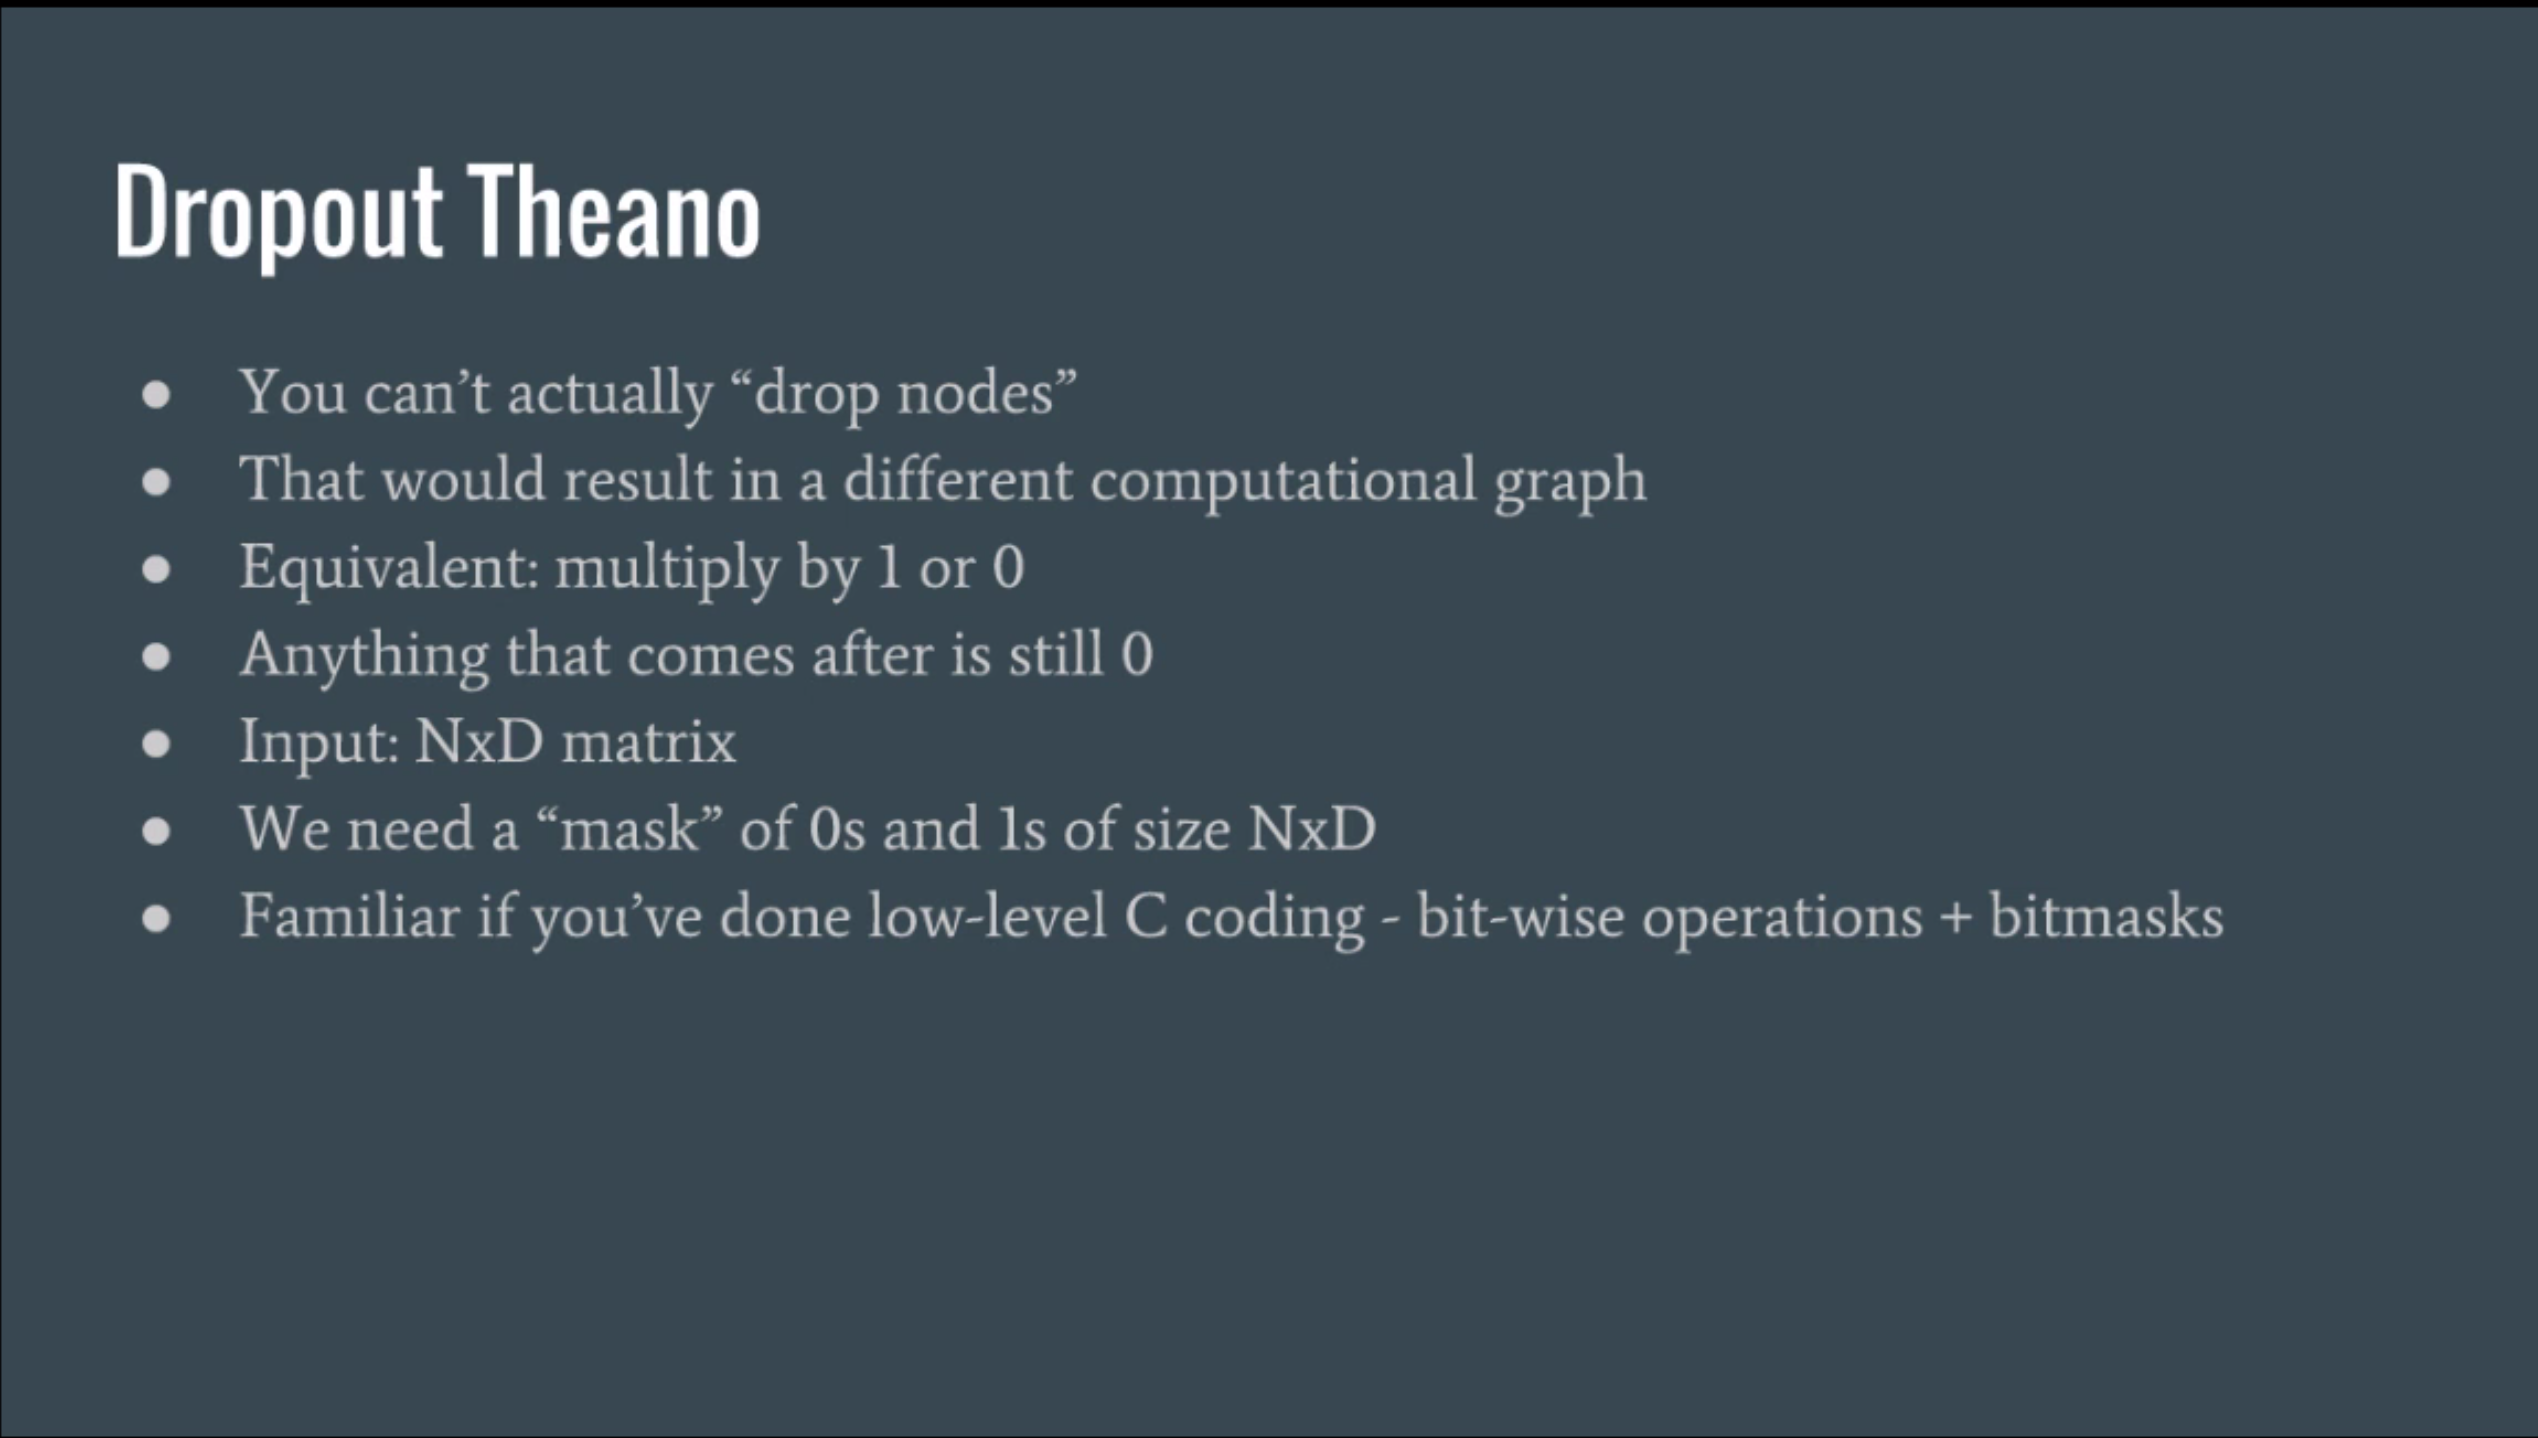 Dropout Theano
● You can’t actually “drop nodes”
● That would result in a different computational graph
● Equivalent: multiply by 1 or 0
● Anything that comes after is still 0
● Input: NxD matrix
● We need a “mask” of 0s and 1s of size NxD
● Familiar if you’ve done low-level C coding - bit-wise operations + bitmasks